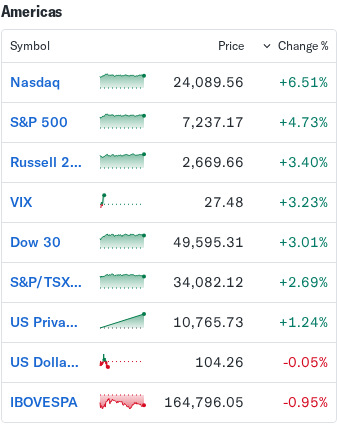 Americas
Symbol Price Change %
Nasdaq 24,089.56 +6.51%
S&P 500 7,237.17 +4.73%
Russell 2... 2,669.66 +3.40%
VIX 27.48 +3.23%
Dow 30 49,595.31 +3.01%
S&P/TSX... 34,082.12 +2.69%
US Priva... 10,765.73 +1.24%
US Dolla... 104.26 -0.05%
IBOVESPA 164,796.05 -0.95%